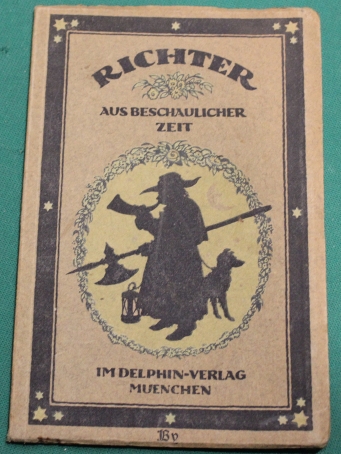 RICHTER
AUS BESCHAULICHER
ZEIT
IM DELPHIN-VERLAG
MUENCHEN